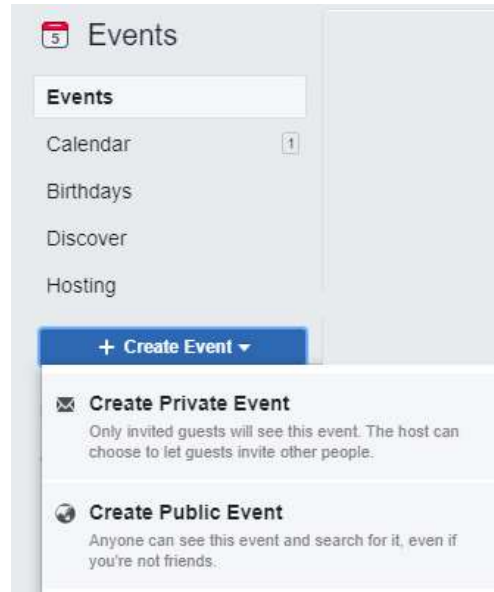 5 Events
Events
Calendar 1
Birthdays
Discover
Hosting
+ Create Event
Create Private Event
Only invited guests will see this event. The host can
choose to let guests invite other people.
Create Public Event
Anyone can see this event and search for it, even if
you're not friends.